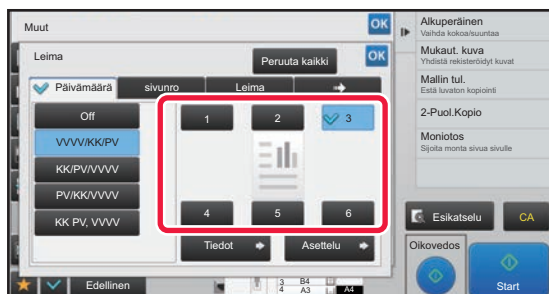 Muut
OK
Leima
Peruuta kaikki
OK
Päivämäärä
sivunro
Leima
Off
VVVV/KK/PV
KK/PV/VVVV
PV/KK/VVVV
KK PV, VVVV
1
2
3
4
5
6
Tiedot
Asettelu
Edellinen
3 B4
4 A3
A4
Alkuperäinen
Vaihda kokoa/suuntaa
Mukaut. kuva
Yhdistä rekisteröidyt kuvat
Mallin tul.
Estä luvaton kopiointi
2-Puol.Kopio
Moniotos
Sijoita monta sivua sivulle
Esikatselu
CA
Oikovedos
Start